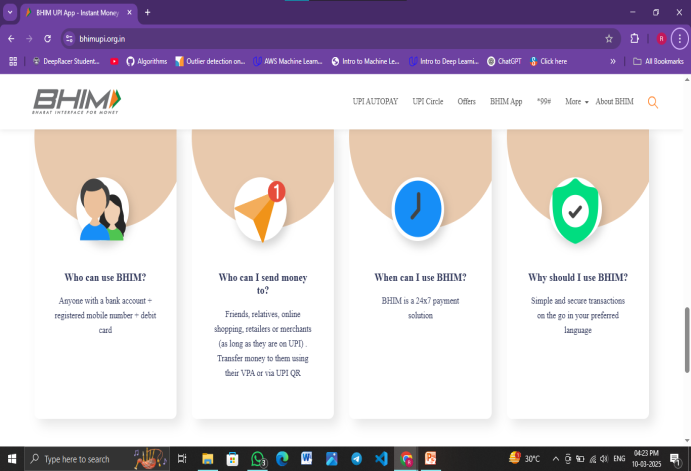 BHIM UPI App - Instant Money
bhimupi.org.in
R
DeepRacer Student...
Algorithms
Outlier detection on...
AWS Machine Learn...
Intro to Machine Le...
Intro to Deep Learni...
ChatGPT
Click here
All Bookmarks
BHIM
BHARAT INTERFACE FOR MONEY
UPI AUTOPAY
UPI Circle
Offers
BHIM App
*99#
More
About BHIM
1
Who can use BHIM?
Anyone with a bank account +
registered mobile number + debit
card
Who can I send money
to?
Friends, relatives, online
shopping, retailers or merchants
(as long as they are on UPI) .
Transfer money to them using
their VPA or via UPI QR
When can I use BHIM?
BHIM is a 24x7 payment
solution
Why should I use BHIM?
Simple and secure transactions
on the go in your preferred
language
Type here to search
3
30°C
ENG
04:23 PM
10-03-2025